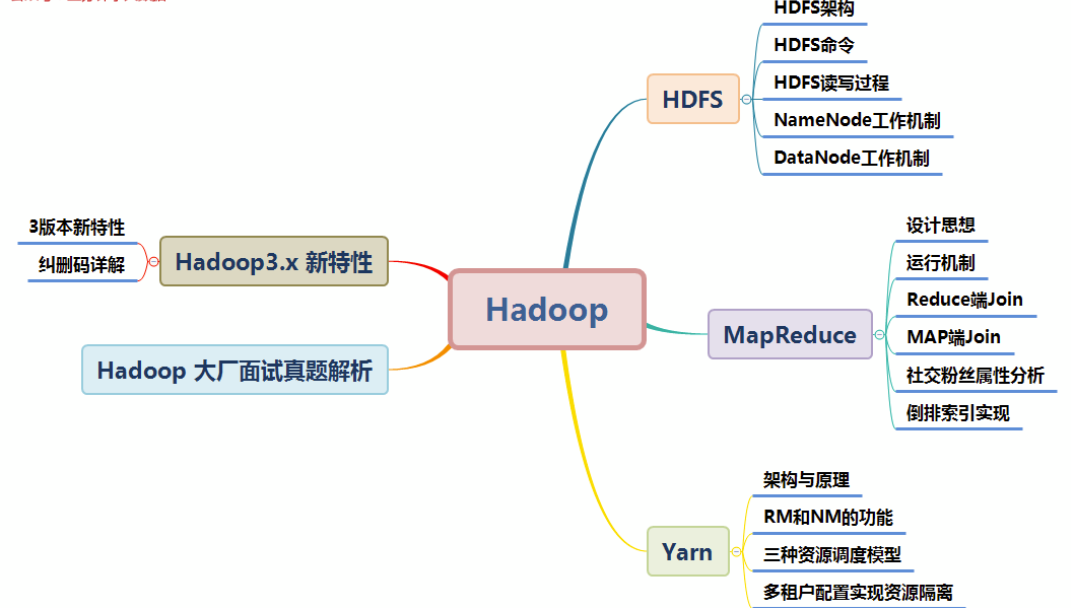 HDFS架构
HDFS命令
HDFS读写过程
NameNode工作机制
DataNode工作机制
HDFS
设计思想
运行机制
Reduce端Join
MAP端Join
社交粉丝属性分析
倒排索引实现
MapReduce
架构与原理
RM和NM的功能
三种资源调度模型
多租户配置实现资源隔离
Yarn
Hadoop
3版本新特性
纠删码详解
Hadoop3.x 新特性
Hadoop 大厂面试真题解析